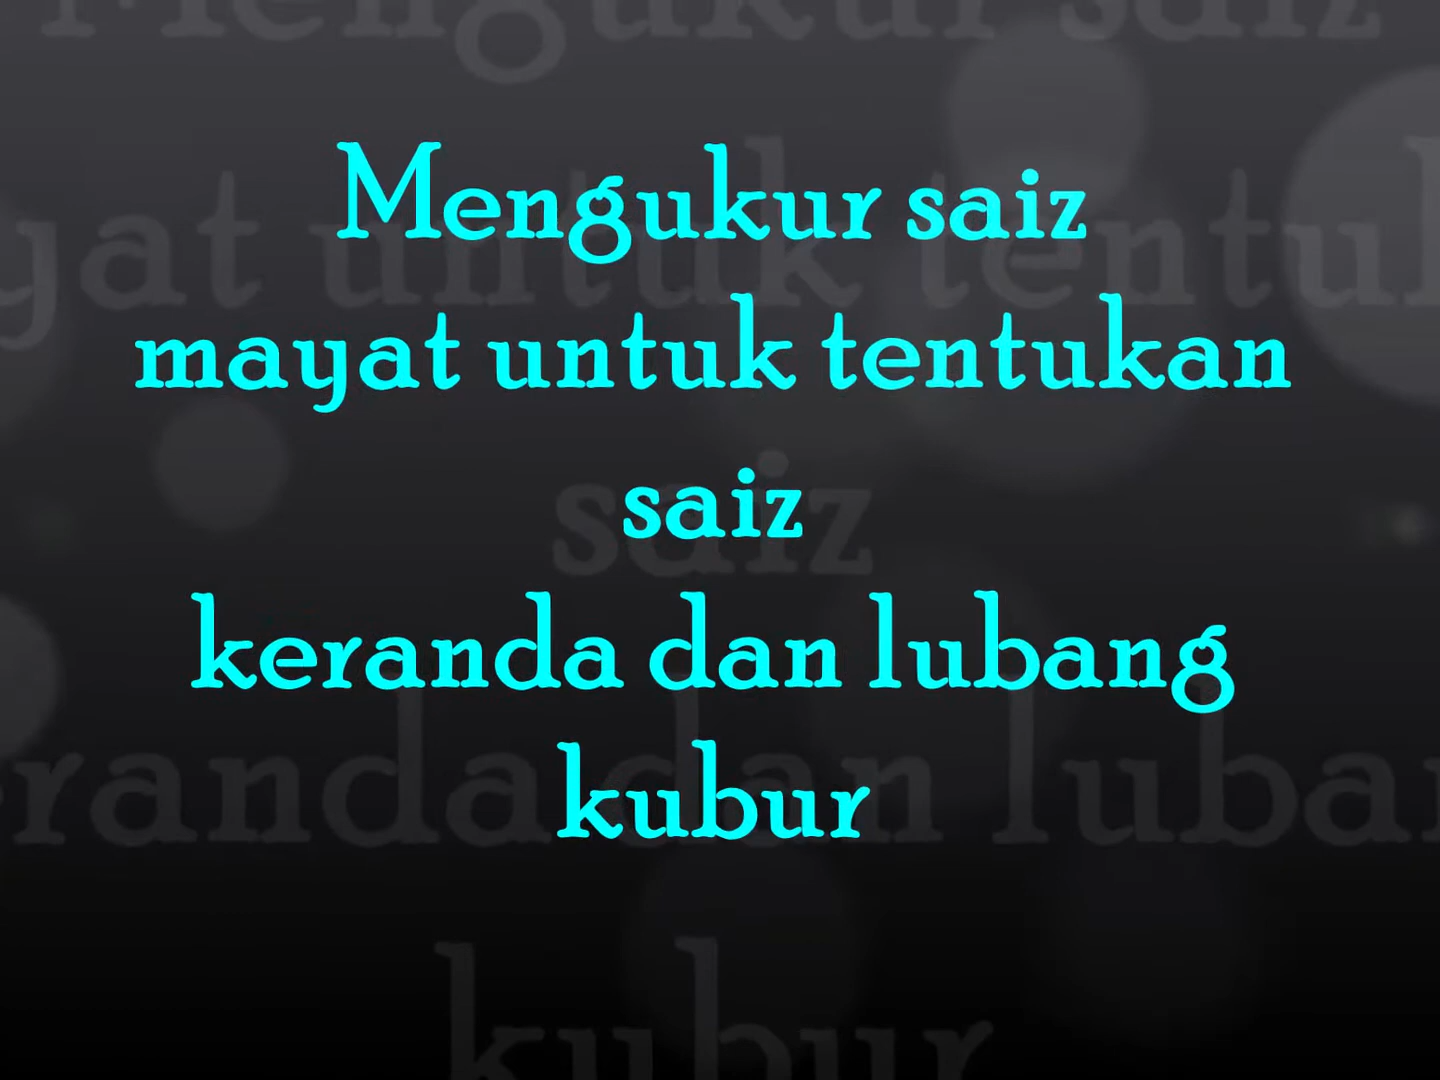 Mengukur saiz
mayat untuk tentukan
saiz
keranda dan lubang
kubur